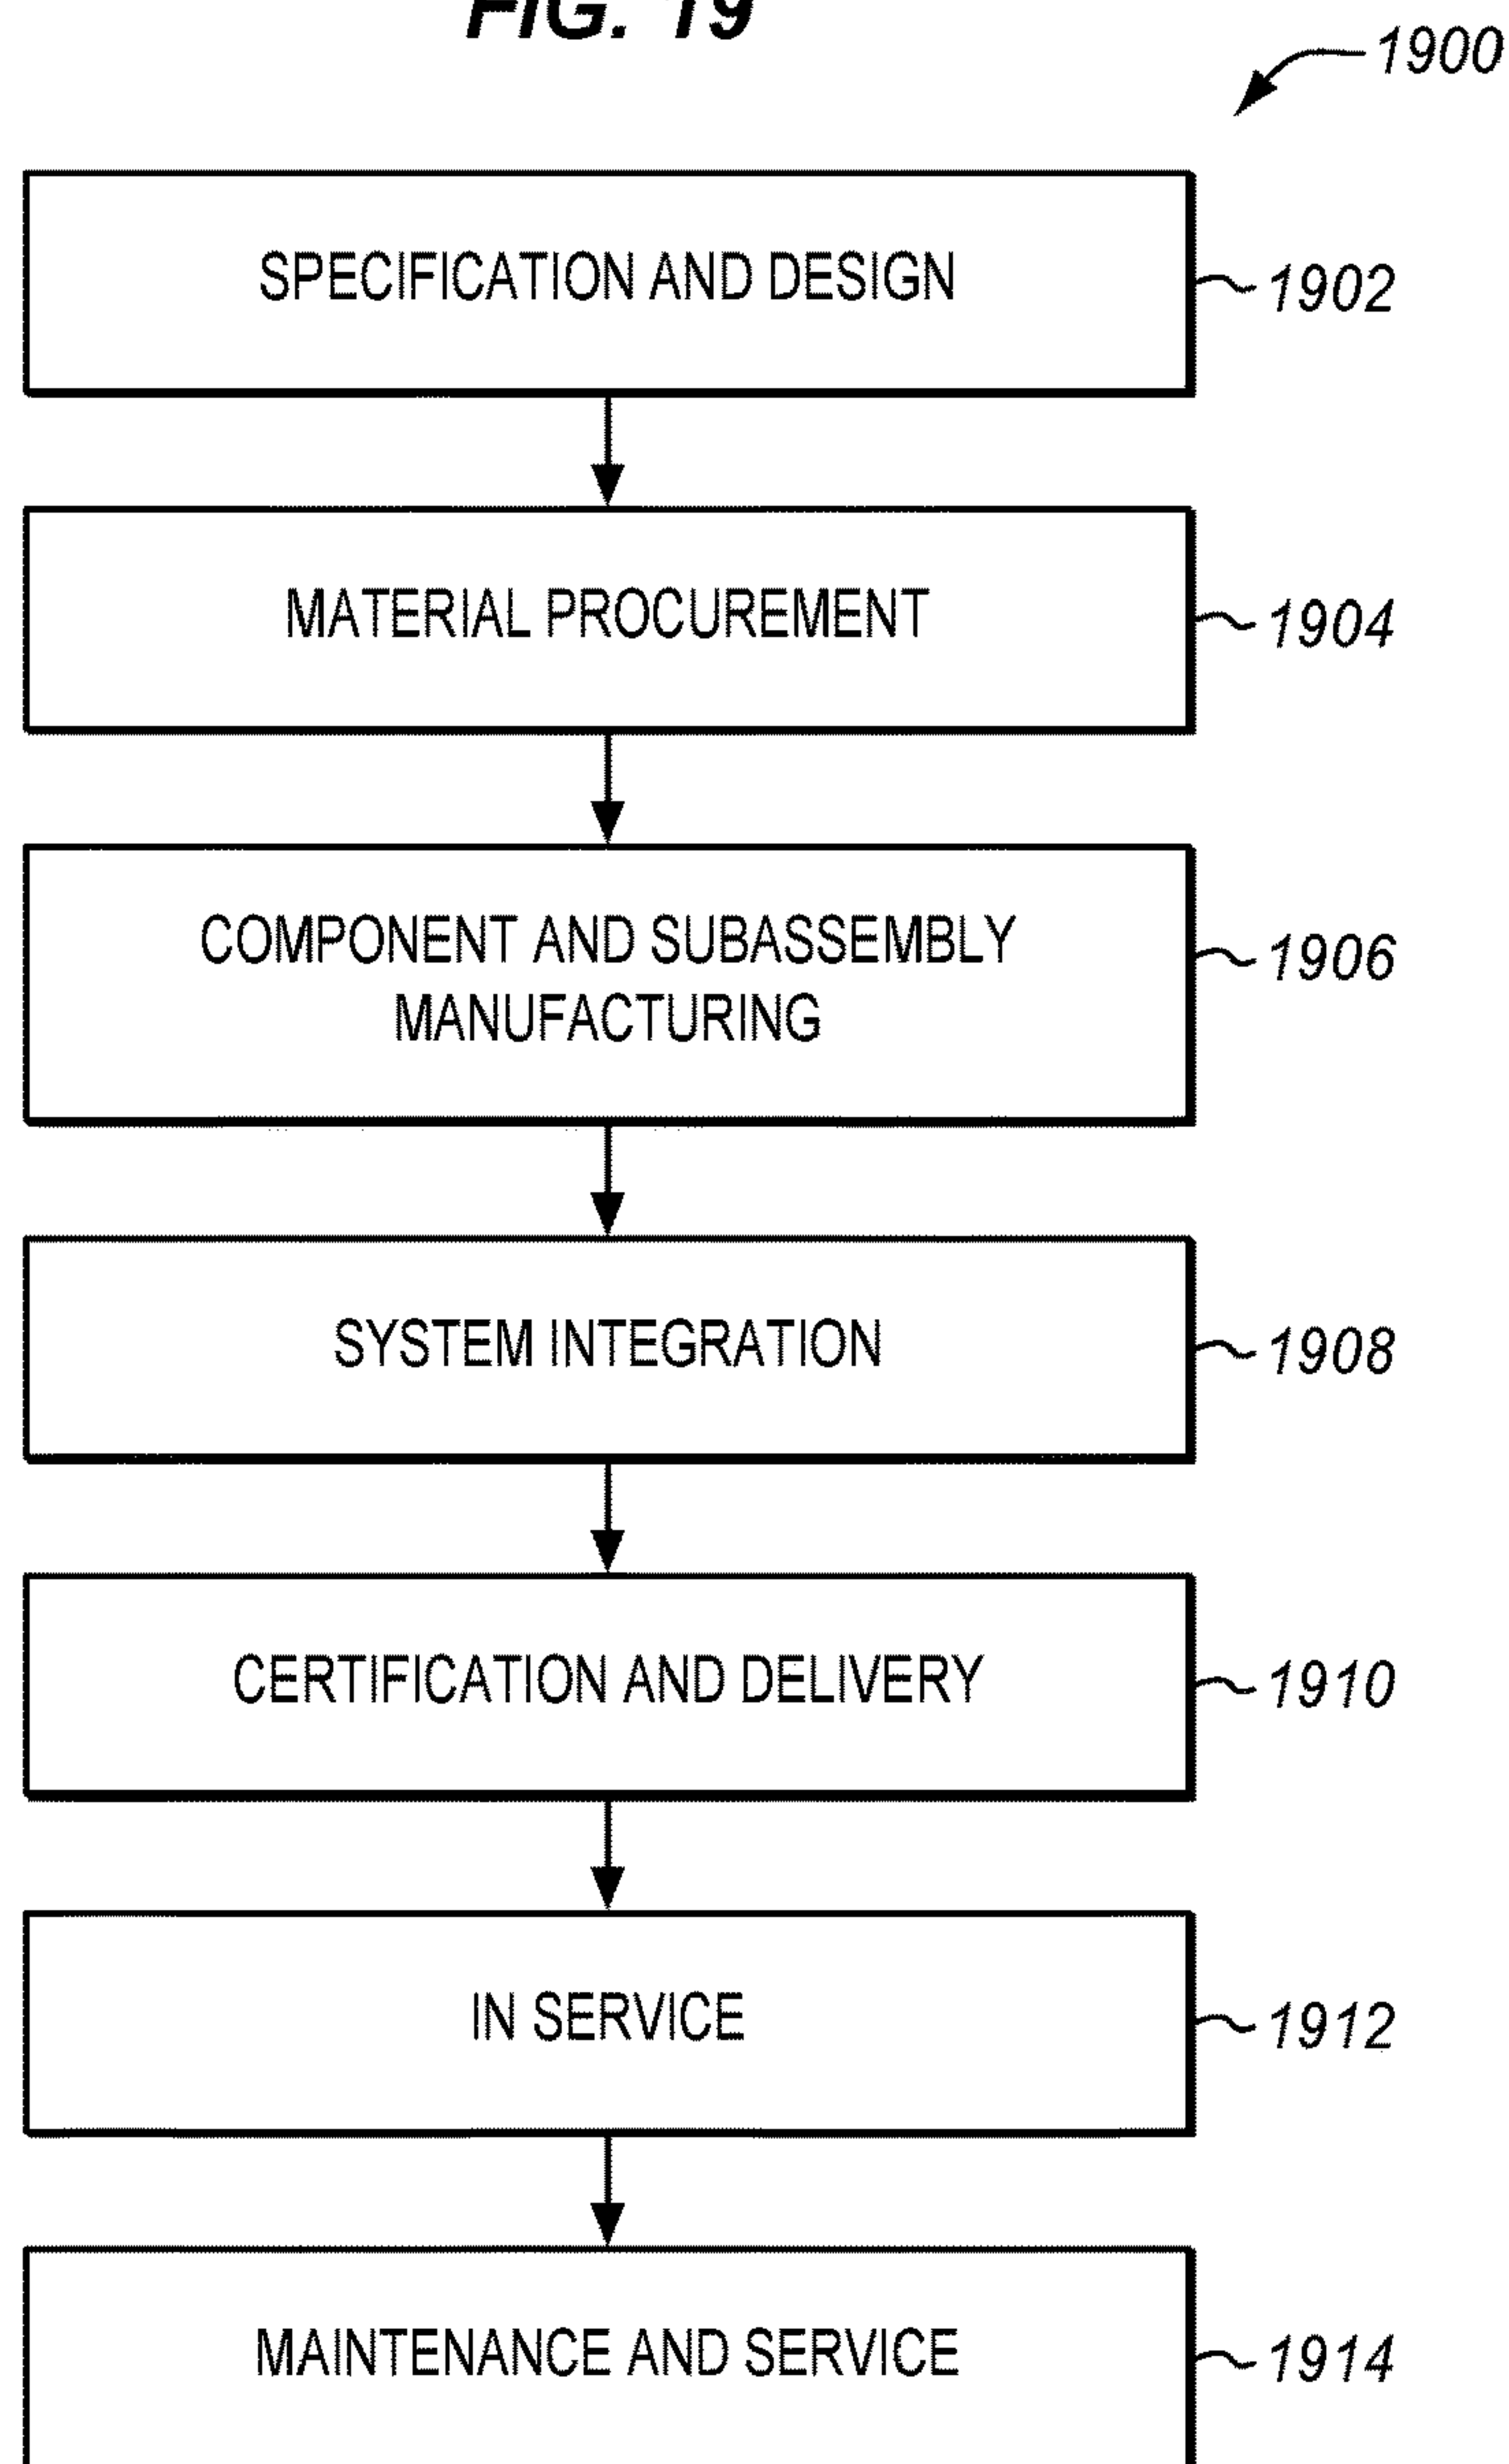 FIG. 19
1900
SPECIFICATION AND DESIGN
1902
MATERIAL PROCUREMENT
1904
COMPONENT AND SUBASSEMBLY
MANUFACTURING
1906
SYSTEM INTEGRATION
1908
CERTIFICATION AND DELIVERY
1910
IN SERVICE
1912
MAINTENANCE AND SERVICE
1914